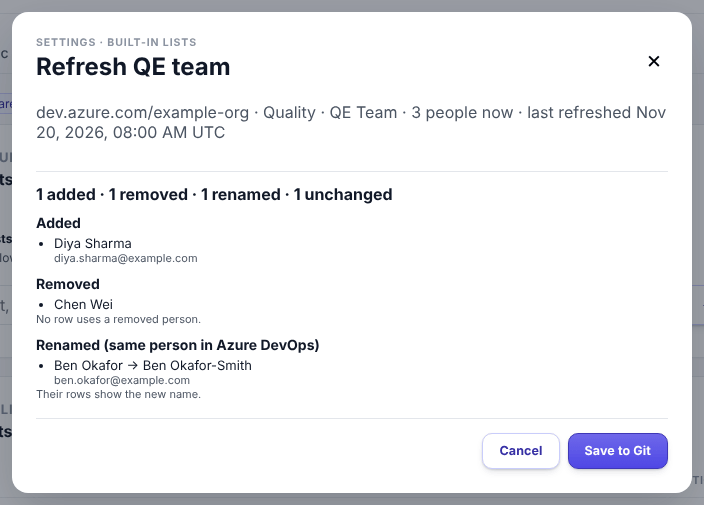 SETTINGS · BUILT-IN LISTS
Refresh QE team
dev.azure.com/example-org · Quality · QE Team · 3 people now · last refreshed Nov
20, 2026, 08:00 AM UTC
1 added · 1 removed · 1 renamed · 1 unchanged
Added
• Diya Sharma
diya.sharma@example.com
Removed
• Chen Wei
No row uses a removed person.
Renamed (same person in Azure DevOps)
• Ben Okafor → Ben Okafor-Smith
ben.okafor@example.com
Their rows show the new name.
Cancel
Save to Git